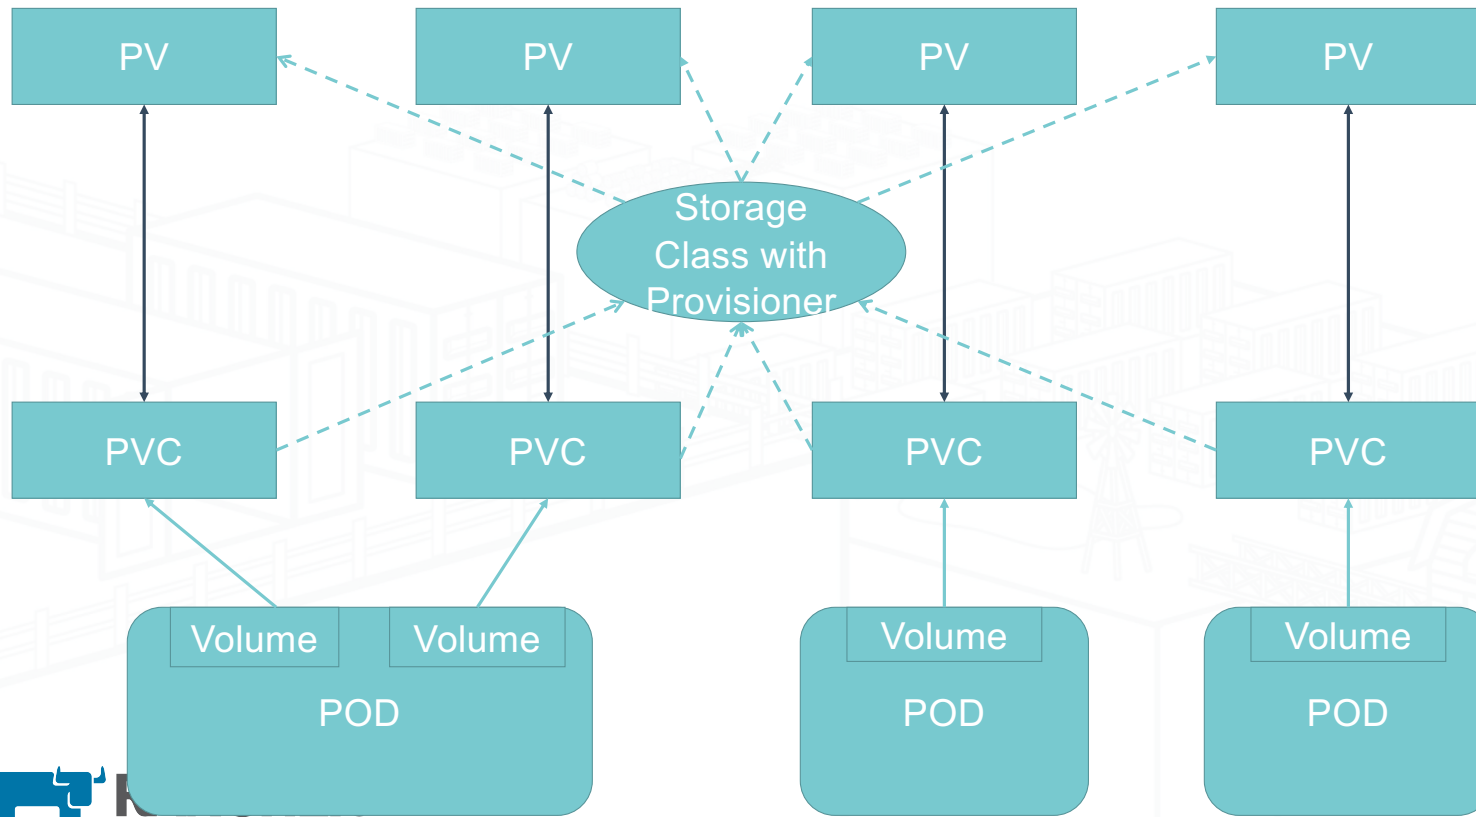 PV
PV
PV
PV
Storage
Class with
Provisioner
PVC
PVC
PVC
PVC
Volume
Volume
Volume
Volume
POD
POD
POD